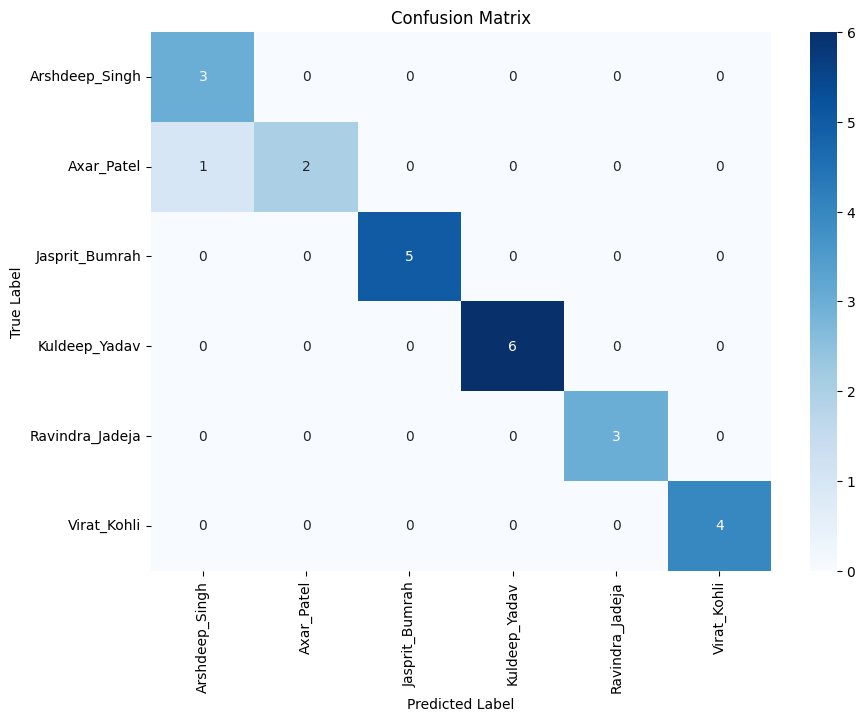 Confusion Matrix
True Label
Arshdeep_Singh 3 0 0 0 0 0
Axar_Patel 1 2 0 0 0 0
Jasprit_Bumrah 0 0 5 0 0 0
Kuldeep_Yadav 0 0 0 6 0 0
Ravindra_Jadeja 0 0 0 0 3 0
Virat_Kohli 0 0 0 0 0 4
Arshdeep_Singh
Axar_Patel
Jasprit_Bumrah
Kuldeep_Yadav
Ravindra_Jadeja
Virat_Kohli
Predicted Label
6
5
4
3
2
1
0